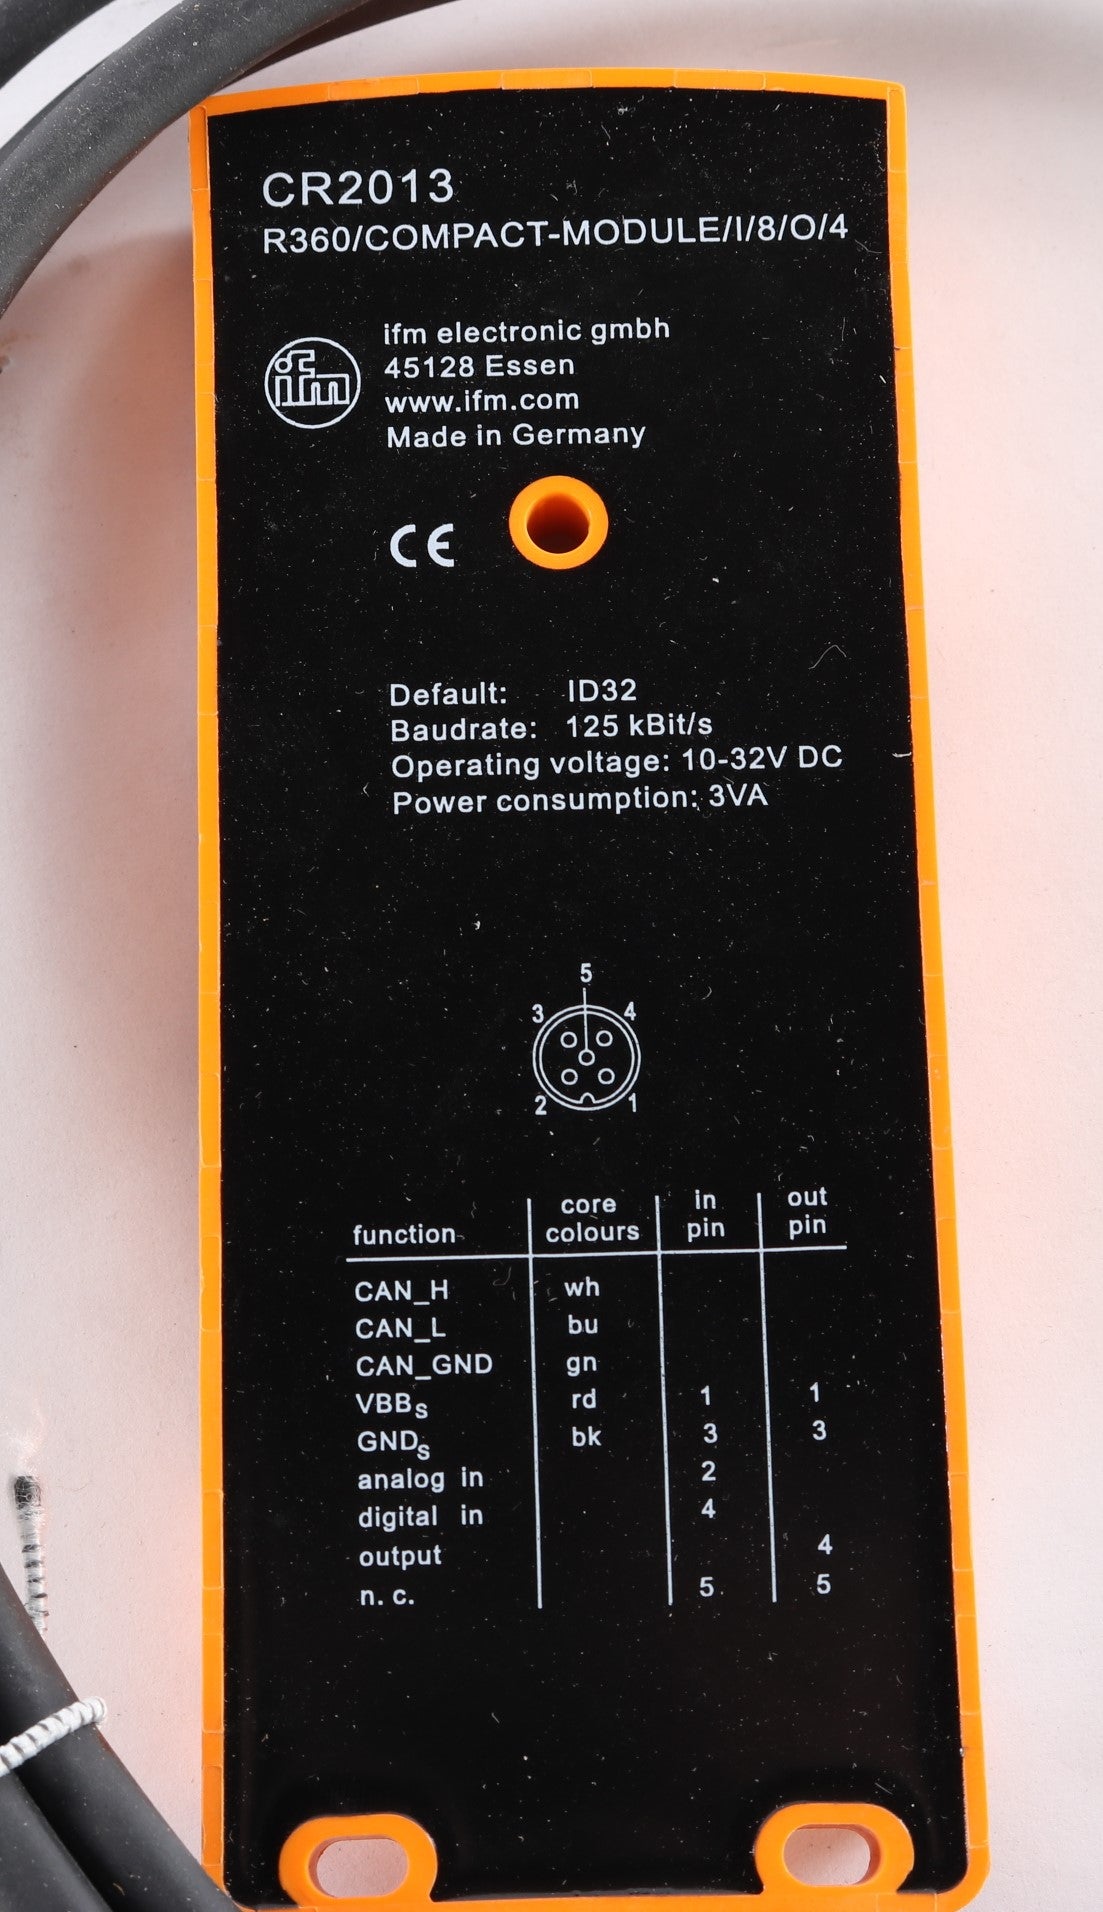 CR2013
R360/COMPACT-MODULE/I/8/O/4
ifm
ifm electronic gmbh
45128 Essen
www.ifm.com
Made in Germany
CE
Default: ID32
Baudrate: 125 kBit/s
Operating voltage: 10-32V DC
Power consumption: 3VA
5
3 4
2 1
function core colours in pin out pin
CAN_H wh
CAN_L bu
CAN_GND gn
VBBS rd 1 1
GNDS bk 3 3
analog in 2
digital in 4
output 4
n. c. 5 5